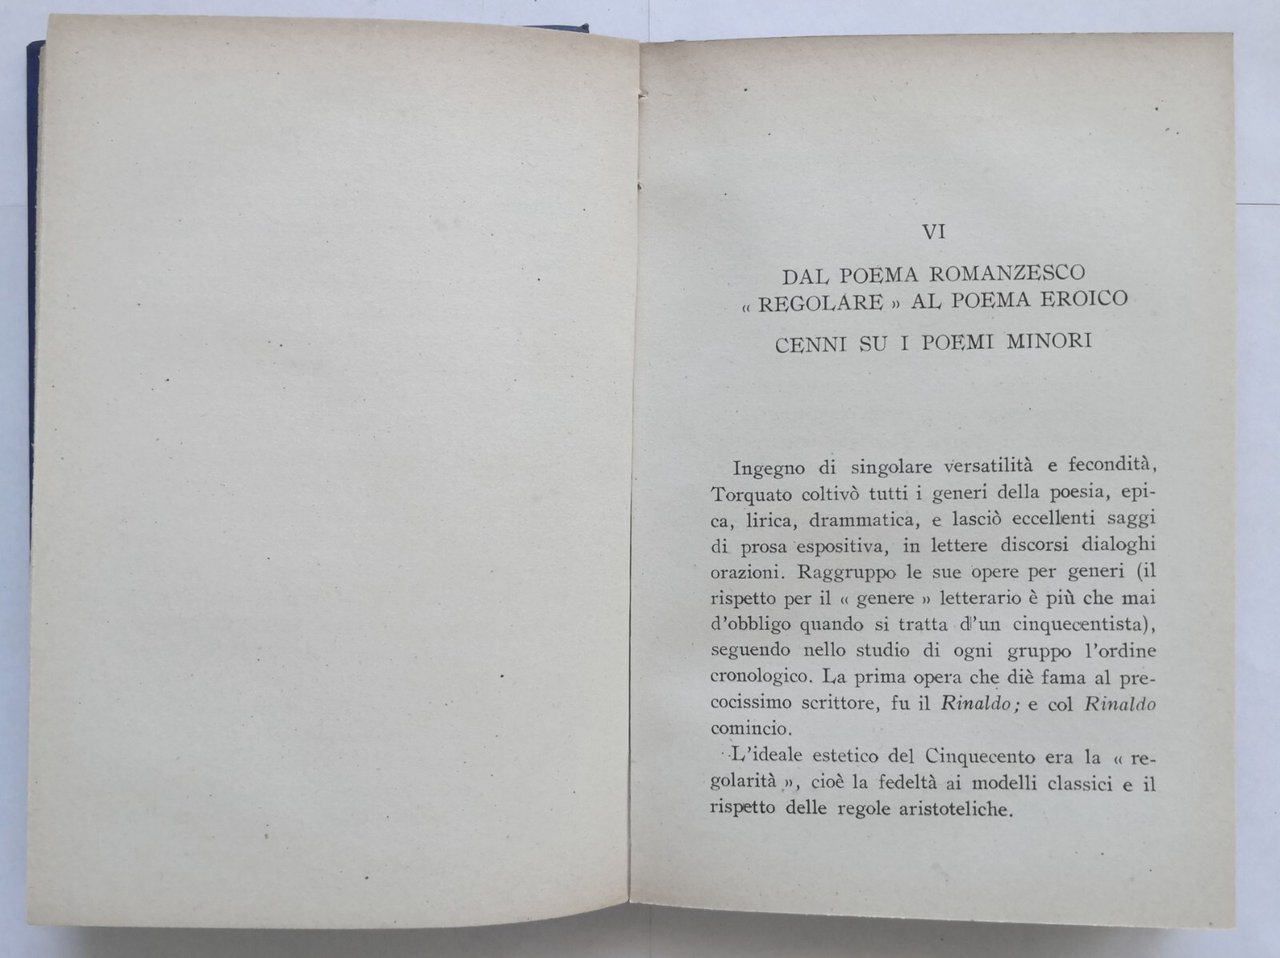 VI
DAL POEMA ROMANZESCO
« REGOLARE » AL POEMA EROICO
CENNI SU I POEMI MINORI
Ingegno di singolare versatilità e fecondità,
Torquato coltivò tutti i generi della poesia, epi-
ca, lirica, drammatica, e lasciò eccellenti saggi
di prosa espositiva, in lettere discorsi dialoghi
orazioni. Raggruppo le sue opere per generi (il
rispetto per il « genere » letterario è più che mai
d'obbligo quando si tratta d'un cinquecentista),
seguendo nello studio di ogni gruppo l'ordine
cronologico. La prima opera che diè fama al pre-
cocissimo scrittore, fu il Rinaldo; e col Rinaldo
comincio.
L'ideale estetico del Cinquecento era la « re-
golarità », cioè la fedeltà ai modelli classici e il
rispetto delle regole aristoteliche.